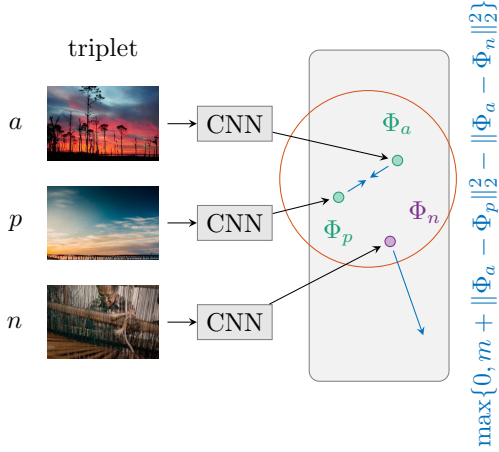 triplet
a
CNN
Φ_a
p
CNN
Φ_p
Φ_n
n
CNN
max{0, m + ‖Φ_a − Φ_p‖₂² − ‖Φ_a − Φ_n‖₂²}